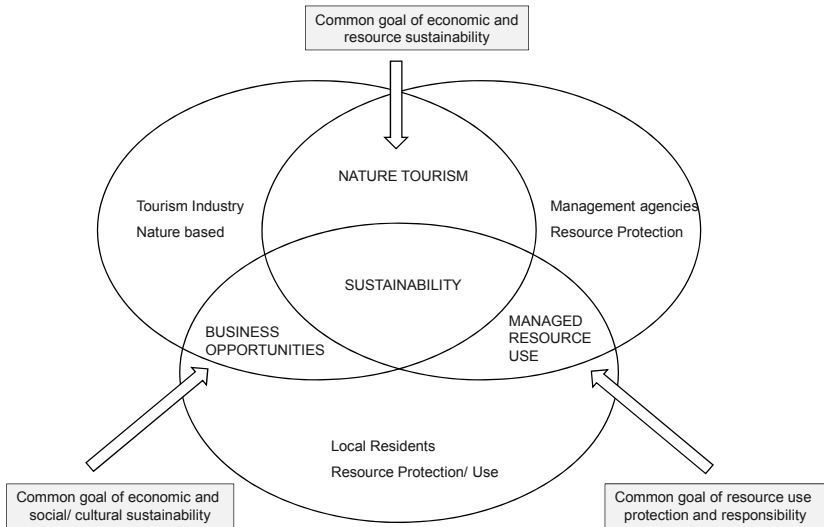 Common goal of economic and
resource sustainability
NATURE TOURISM
Tourism Industry
Nature based
Management agencies
Resource Protection
SUSTAINABILITY
BUSINESS
OPPORTUNITIES
MANAGED
RESOURCE
USE
Local Residents
Resource Protection/ Use
Common goal of economic and
social/ cultural sustainability
Common goal of resource use
protection and responsibility